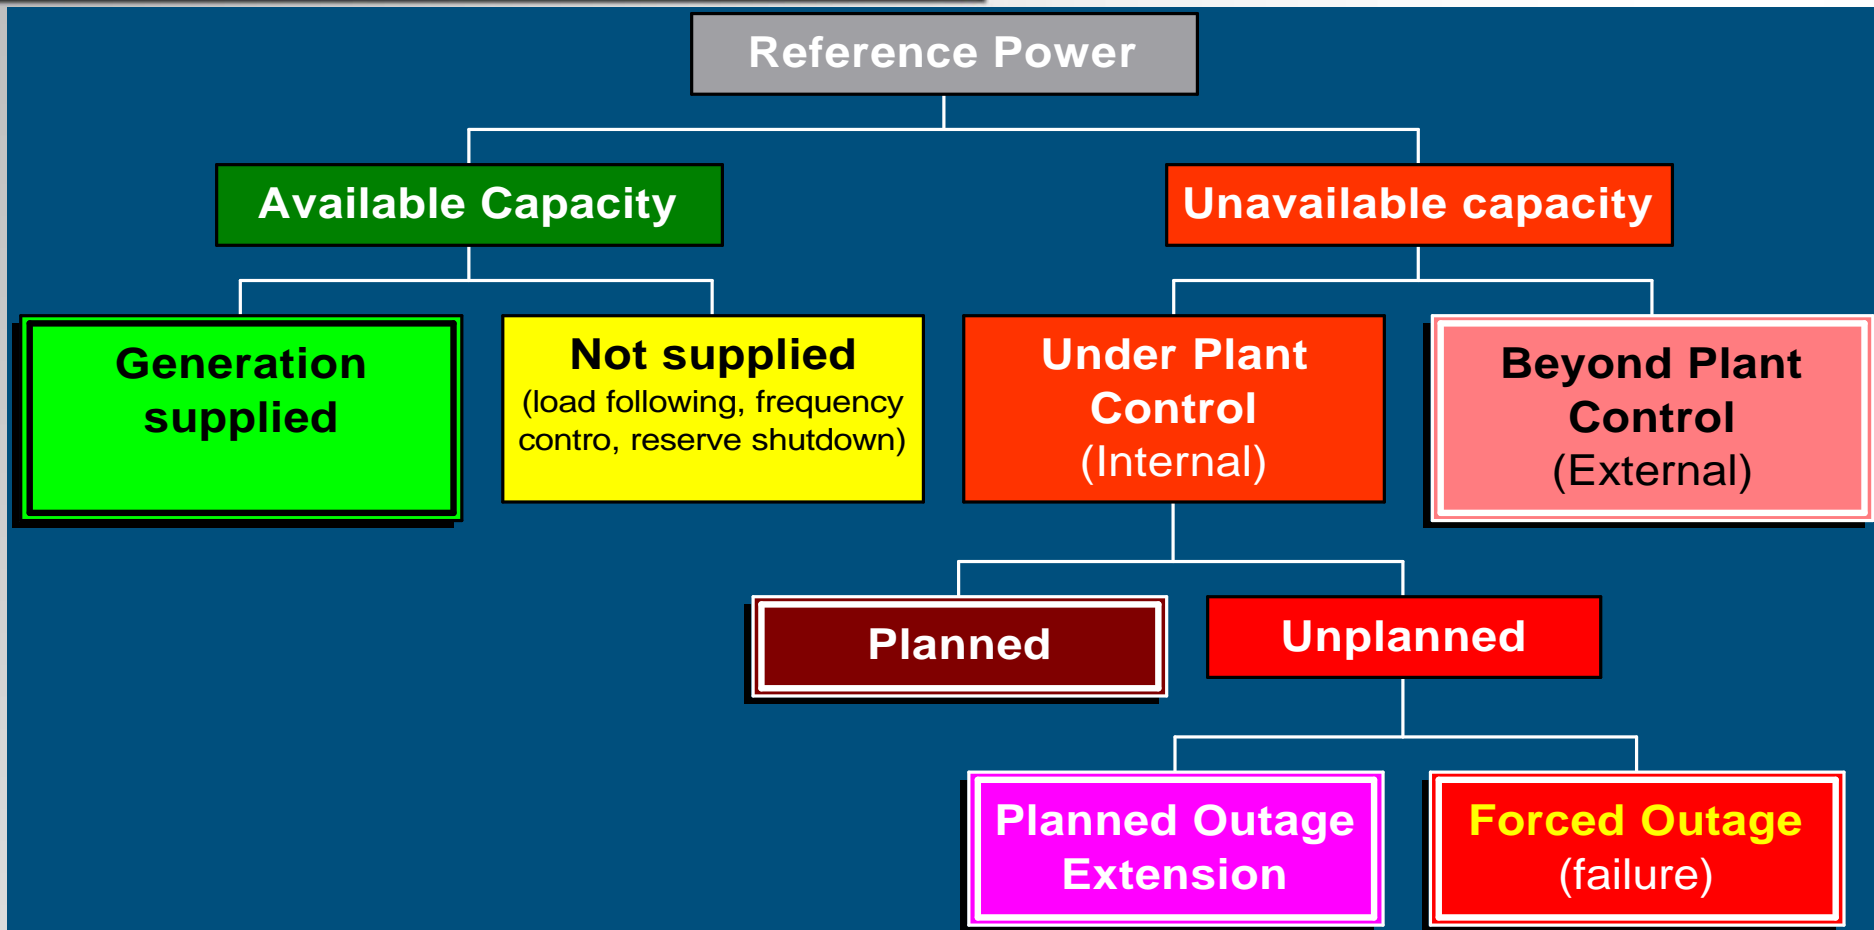 Reference Power
Available Capacity
Unavailable capacity
Generation
supplied
Not supplied
(load following, frequency
contro, reserve shutdown)
Under Plant
Control
(Internal)
Beyond Plant
Control
(External)
Planned
Unplanned
Planned Outage
Extension
Forced Outage
(failure)